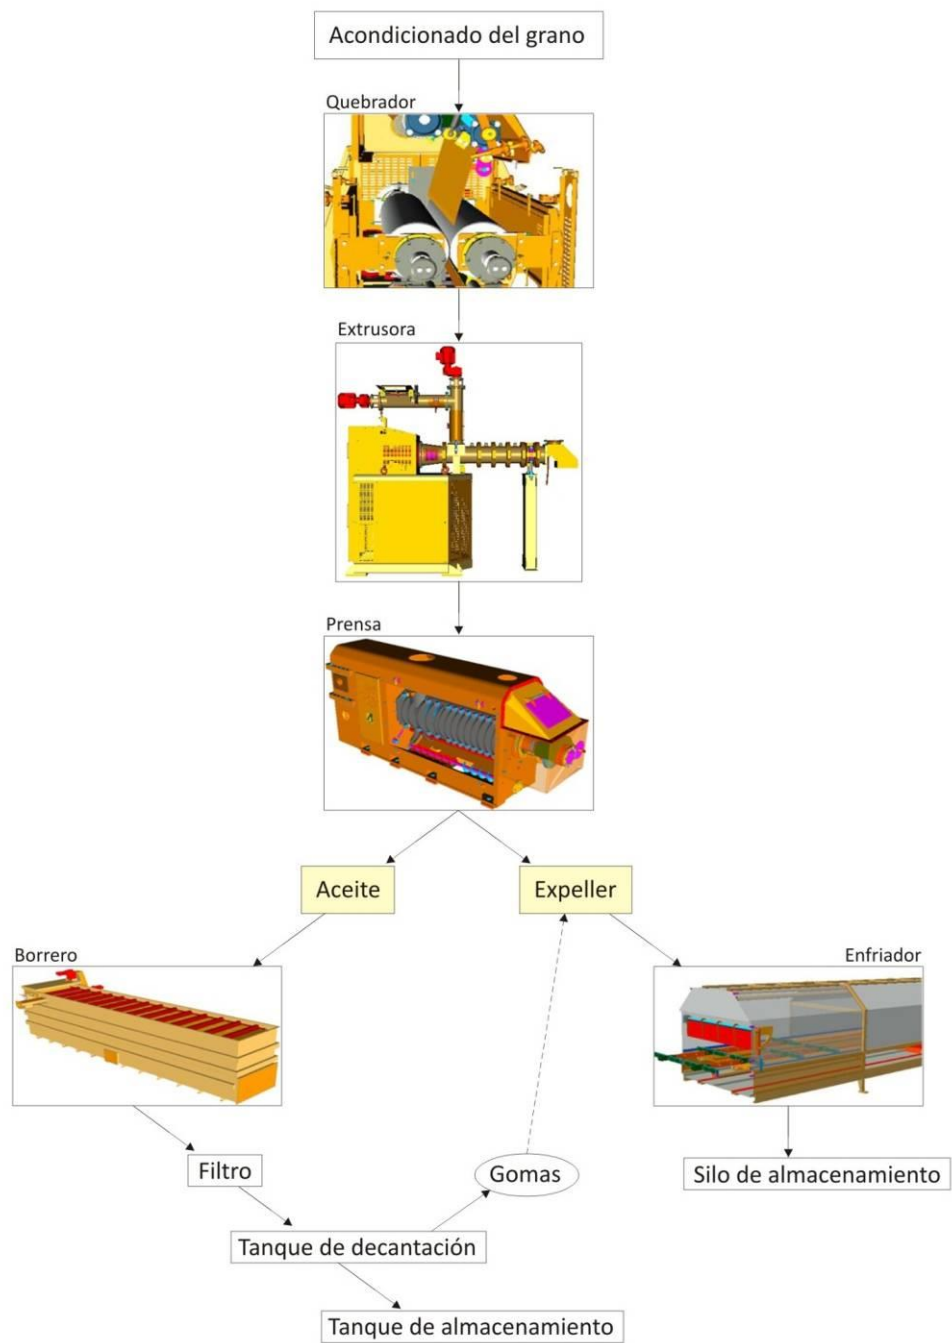 Acondicionado del grano
Quebrador
Extrusora
Prensa
Aceite
Expeller
Borrero
Enfriador
Filtro
Gomas
Silo de almacenamiento
Tanque de decantación
Tanque de almacenamiento